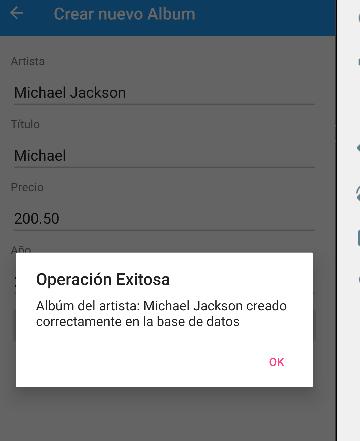 Crear nuevo Album
Artista
Michael Jackson
Título
Michael
Precio
200.50
Año
Operación Exitosa
Albúm del artista: Michael Jackson creado
correctamente en la base de datos
OK